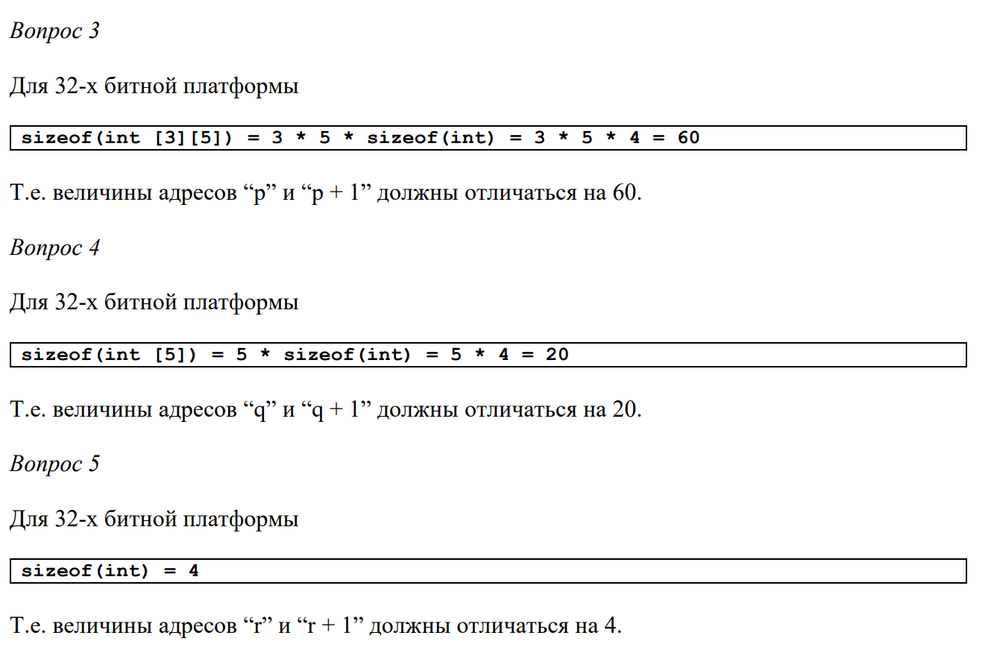 Вопрос 3
Для 32-х битной платформы
sizeof(int [3][5]) = 3 * 5 * sizeof(int) = 3 * 5 * 4 = 60
Т.е. величины адресов “p” и “p + 1” должны отличаться на 60.
Вопрос 4
Для 32-х битной платформы
sizeof(int [5]) = 5 * sizeof(int) = 5 * 4 = 20
Т.е. величины адресов “q” и “q + 1” должны отличаться на 20.
Вопрос 5
Для 32-х битной платформы
sizeof(int) = 4
Т.е. величины адресов “r” и “r + 1” должны отличаться на 4.